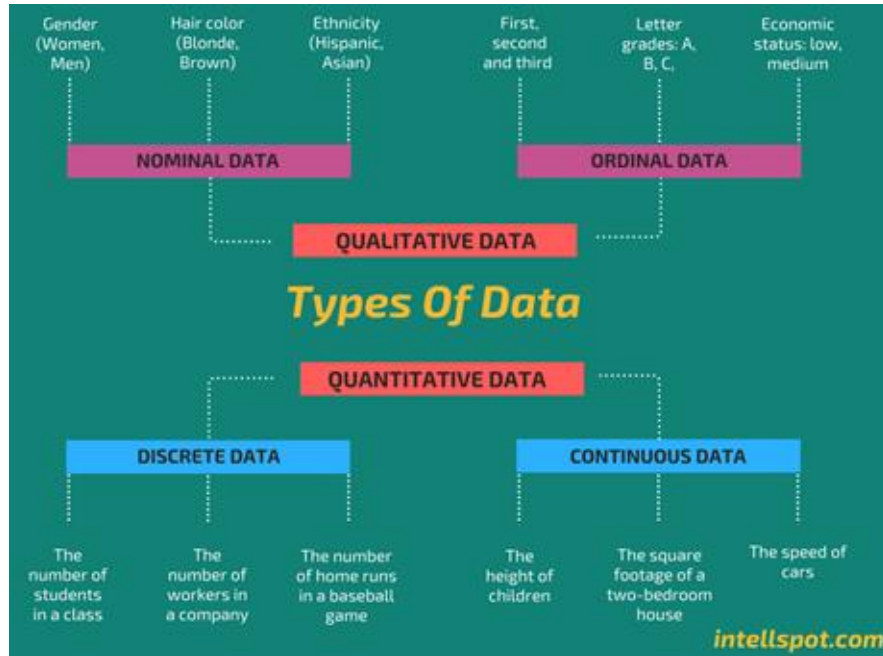 Gender
(Women,
Men)
Hair color
(Blonde,
Brown)
Ethnicity
(Hispanic,
Asian)
First,
second
and third
Letter
grades: A,
B, C,
Economic
status: low,
medium
NOMINAL DATA
ORDINAL DATA
QUALITATIVE DATA
Types Of Data
QUANTITATIVE DATA
DISCRETE DATA
CONTINUOUS DATA
The
number of
students
in a class
The
number of
workers in
a company
The number
of home runs
in a baseball
game
The
height of
children
The square
footage of a
two-bedroom
house
The speed of
cars
intellspot.com